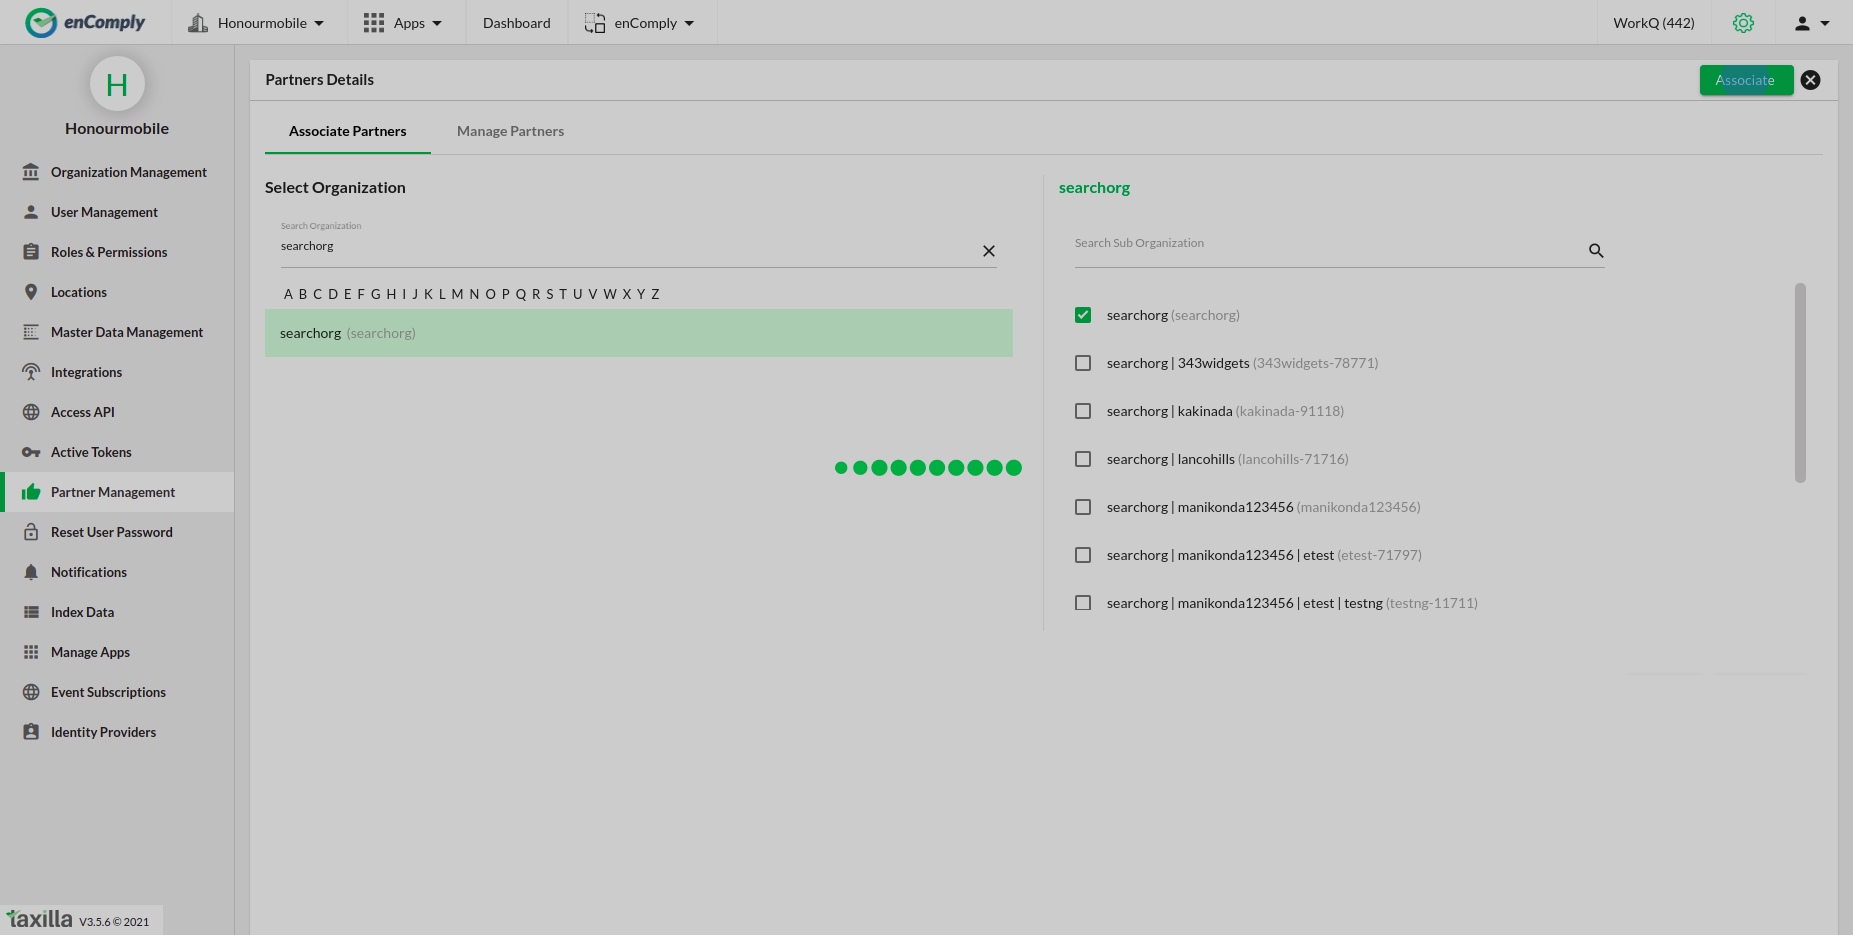 enComply
Honourmobile
Apps
Dashboard
enComply
WorkQ (442)
H
Honourmobile
Organization Management
User Management
Roles & Permissions
Locations
Master Data Management
Integrations
Access API
Active Tokens
Partner Management
Reset User Password
Notifications
Index Data
Manage Apps
Event Subscriptions
Identity Providers
taxilla V3.5.6 © 2021
Partners Details
Associate
Associate Partners
Manage Partners
Select Organization
Search Organization
searchorg
A B C D E F G H I J K L M N O P Q R S T U V W X Y Z
searchorg (searchorg)
searchorg
Search Sub Organization
searchorg (searchorg)
searchorg | 343widgets (343widgets-78771)
searchorg | kakinada (kakinada-91118)
searchorg | lancohills (lancohills-71716)
searchorg | manikonda123456 (manikonda123456)
searchorg | manikonda123456 | etest (etest-71797)
searchorg | manikonda123456 | etest | testng (testng-11711)